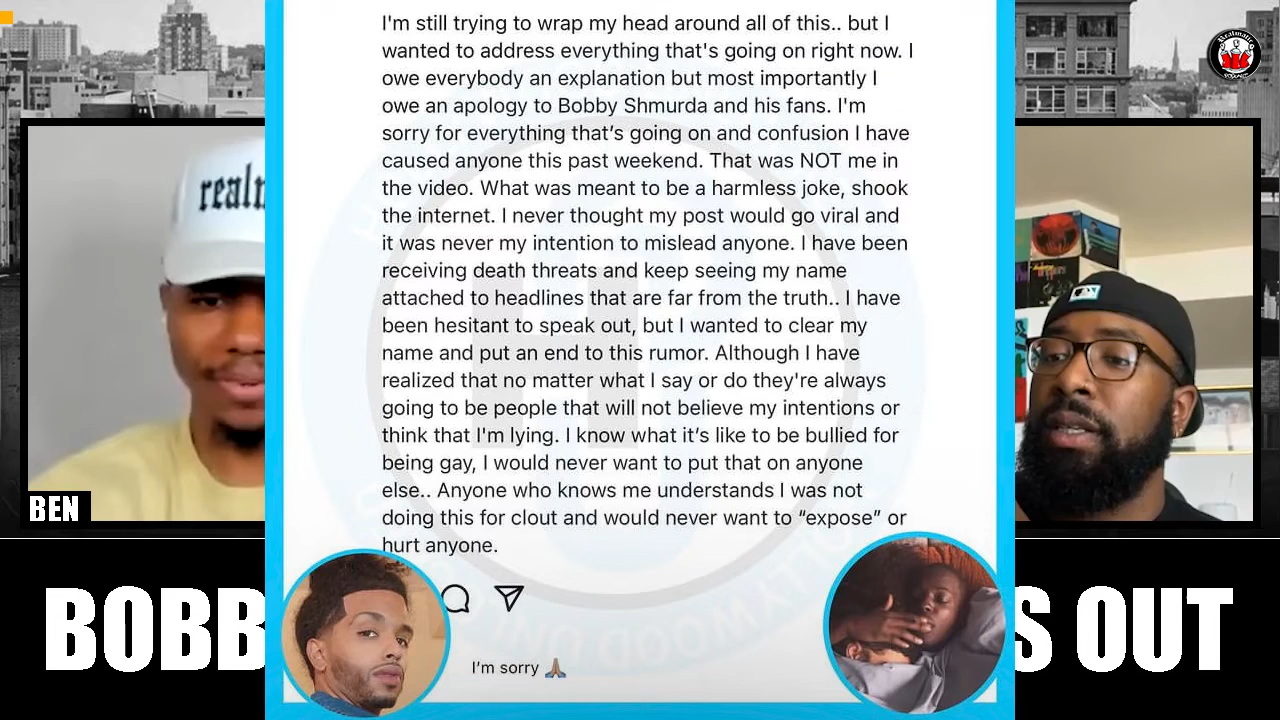 I'm still trying to wrap my head around all of this.. but I
wanted to address everything that's going on right now. I
owe everybody an explanation but most importantly I
owe an apology to Bobby Shmurda and his fans. I'm
sorry for everything that’s going on and confusion I have
caused anyone this past weekend. That was NOT me in
the video. What was meant to be a harmless joke, shook
the internet. I never thought my post would go viral and
it was never my intention to mislead anyone. I have been
receiving death threats and keep seeing my name
attached to headlines that are far from the truth.. I have
been hesitant to speak out, but I wanted to clear my
name and put an end to this rumor. Although I have
realized that no matter what I say or do they're always
going to be people that will not believe my intentions or
think that I'm lying. I know what it’s like to be bullied for
being gay, I would never want to put that on anyone
else.. Anyone who knows me understands I was not
doing this for clout and would never want to “expose” or
hurt anyone.
I’m sorry 🙏🏽
realm
BEN
BOBB
S OUT